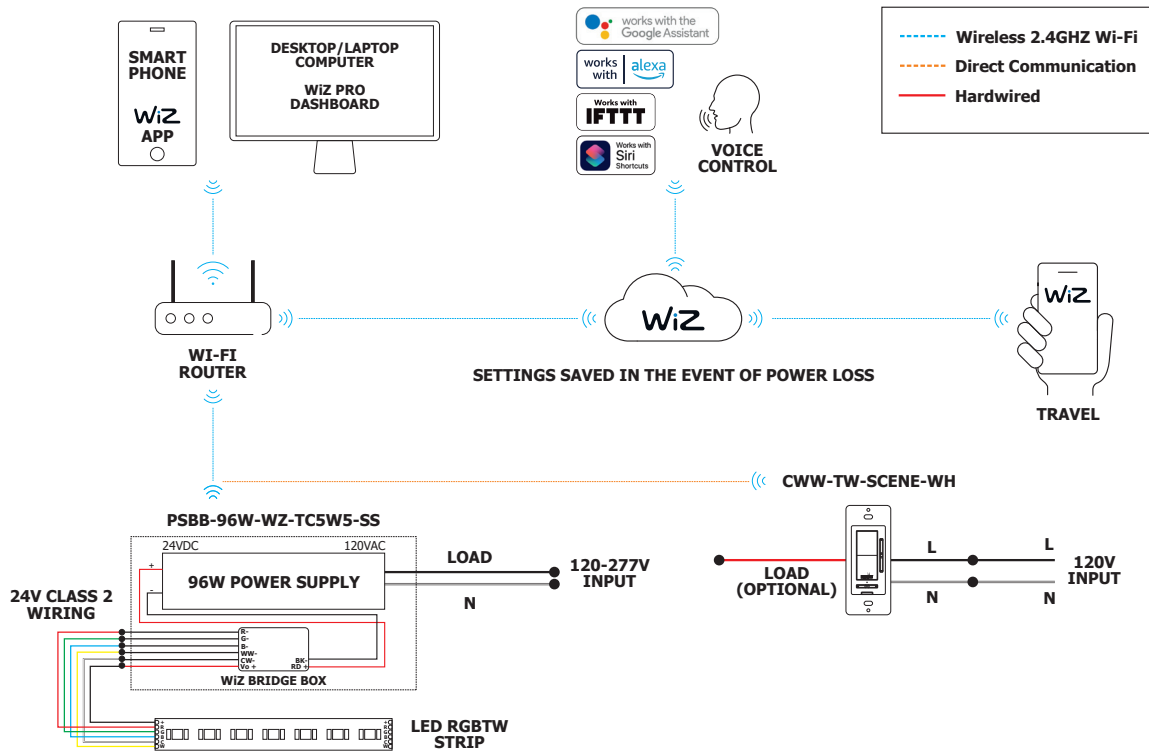 SMART
PHONE
WiZ
APP
DESKTOP/LAPTOP
COMPUTER
WiZ PRO
DASHBOARD
works with the
Google Assistant
works
with
alexa
Works with
IFTTT
Works with
Siri
Shortcuts
VOICE
CONTROL
Wireless 2.4GHZ Wi-Fi
Direct Communication
Hardwired
WI-FI
ROUTER
WiZ
SETTINGS SAVED IN THE EVENT OF POWER LOSS
WiZ
TRAVEL
PSBB-96W-WZ-TC5W5-SS
24VDC
120VAC
+
-
96W POWER SUPPLY
LOAD
N
120-277V
INPUT
24V CLASS 2
WIRING
R-
G-
B-
WW-
CW-
Vo +
BK-
RD +
WiZ BRIDGE BOX
+
R
G
B
C
W
+
R
G
B
C
W
LED RGBTW
STRIP
CWW-TW-SCENE-WH
LOAD
(OPTIONAL)
L
N
L
N
120V
INPUT